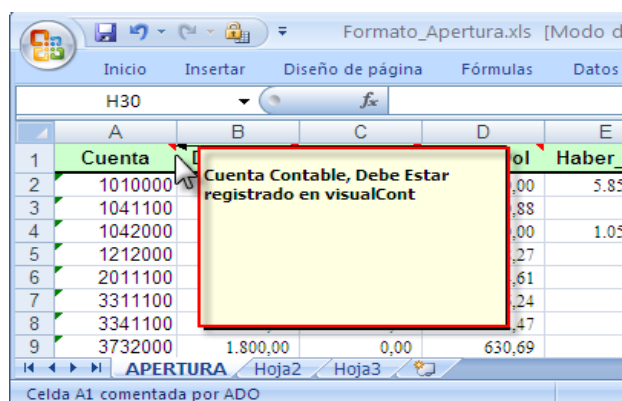 Formato_Apertura.xls [Modo d
Inicio Insertar Diseño de página Fórmulas Datos
H30 fx
A B C D E
1 Cuenta ol Haber_
2 1010000 ,00 5.85
3 1041100 ,88
4 1042000 ,00 1.05
5 1212000 ,27
6 2011100 ,61
7 3311100 ,24
8 3341100 ,47
9 3732000 1.800,00 0,00 630,69
Cuenta Contable, Debe Estar
registrado en visualCont
APERTURA Hoja2 Hoja3
Celda A1 comentada por ADO